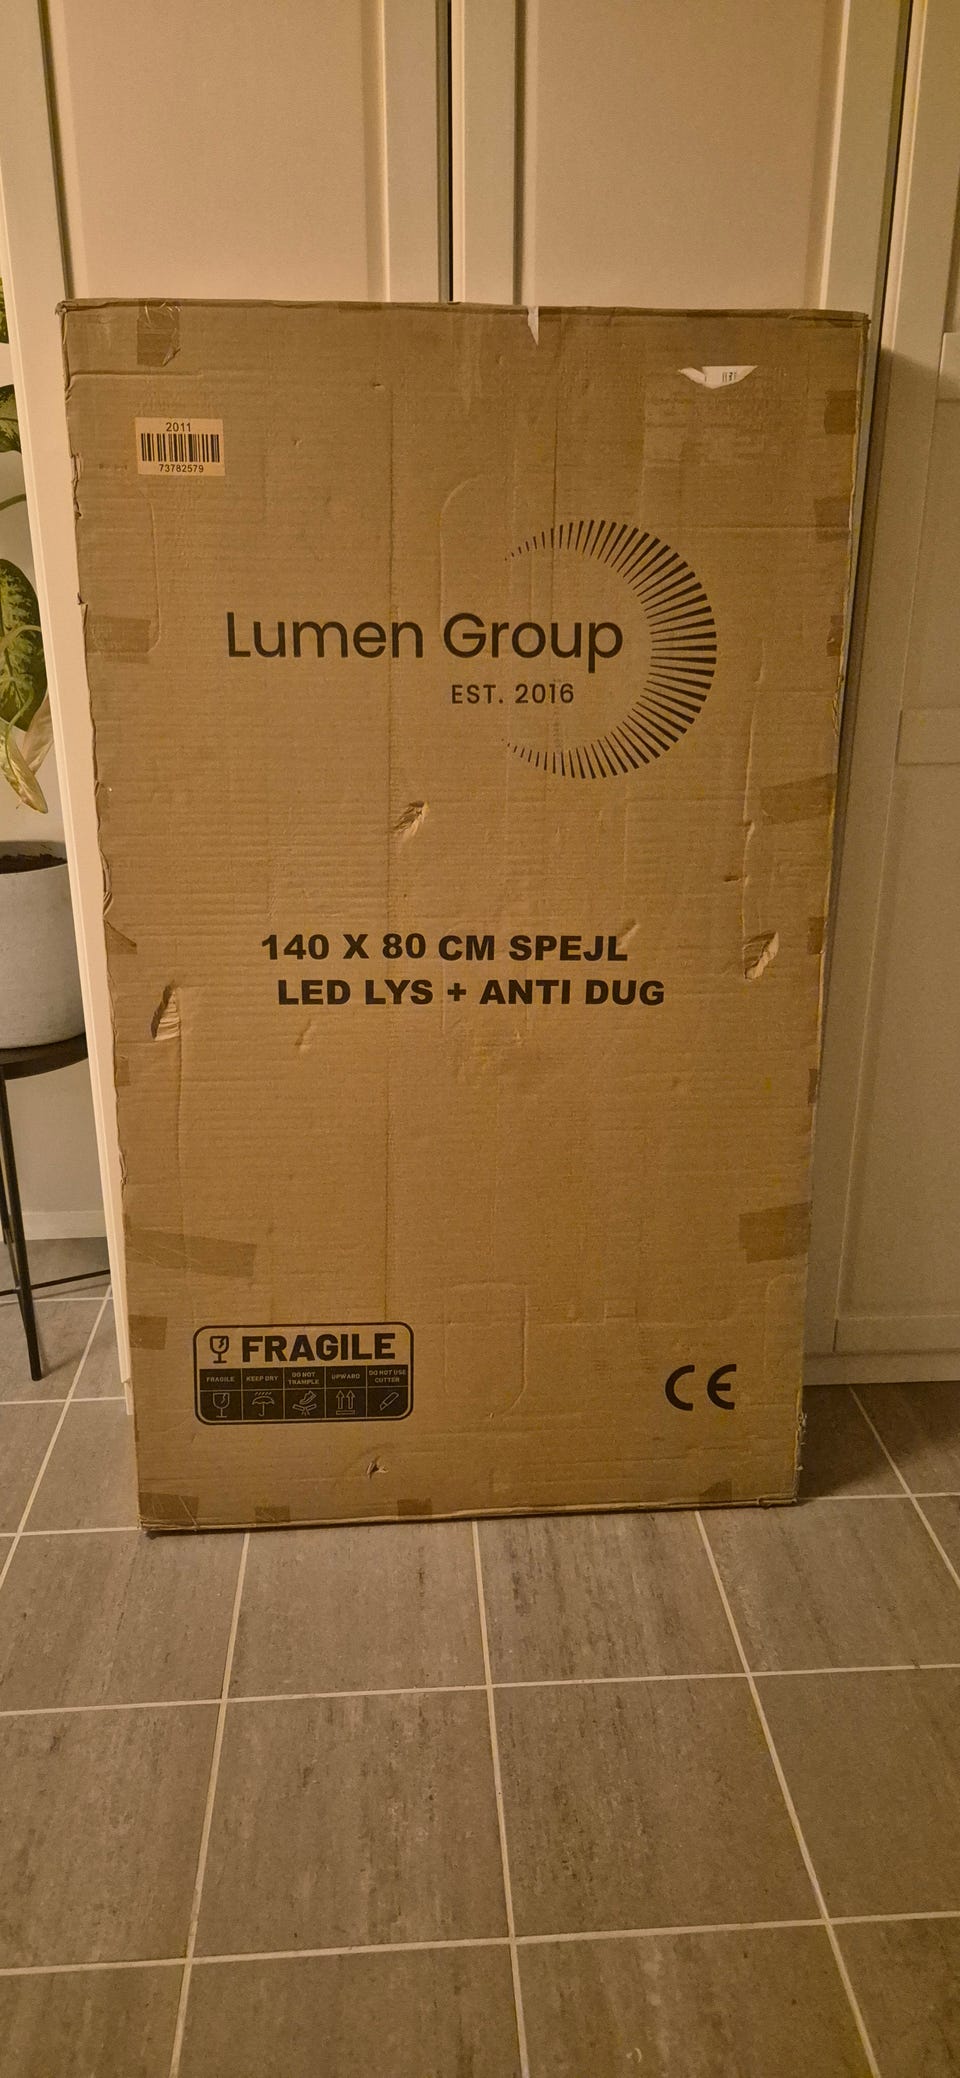 2011
73782579
Lumen Group
EST. 2016
140 X 80 CM SPEJL
LED LYS + ANTI DUG
FRAGILE
FRAGILE KEEP DRY DO NOT TRAMPLE UPWARD DO NOT USE CUTTER
CE